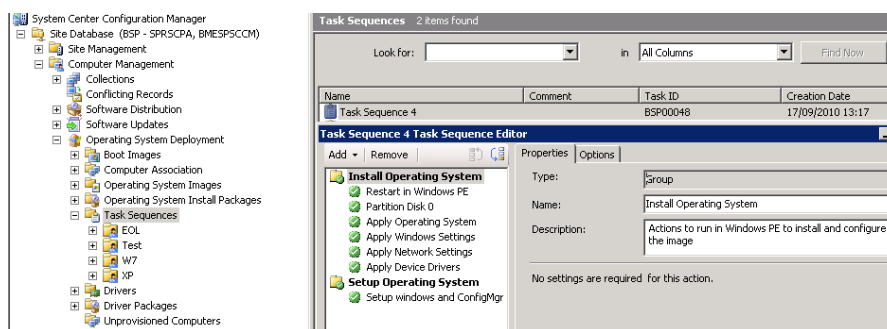 System Center Configuration Manager
Site Database (BSP - SPRSCPA, BMESPSCCM)
Site Management
Computer Management
Collections
Conflicting Records
Software Distribution
Software Updates
Operating System Deployment
Boot Images
Computer Association
Operating System Images
Operating System Install Packages
Task Sequences
EOL
Test
W7
XP
Drivers
Driver Packages
Unprovisioned Computers
Task Sequences 2 items found
Look for: in All Columns Find Now
Name Comment Task ID Creation Date
Task Sequence 4 BSP00048 17/09/2010 13:17
Task Sequence 4 Task Sequence Editor
Add Remove
Install Operating System
Restart in Windows PE
Partition Disk 0
Apply Operating System
Apply Windows Settings
Apply Network Settings
Apply Device Drivers
Setup Operating System
Setup windows and ConfigMgr
Properties Options
Type: Group
Name: Install Operating System
Description: Actions to run in Windows PE to install and configure
the image
No settings are required for this action.